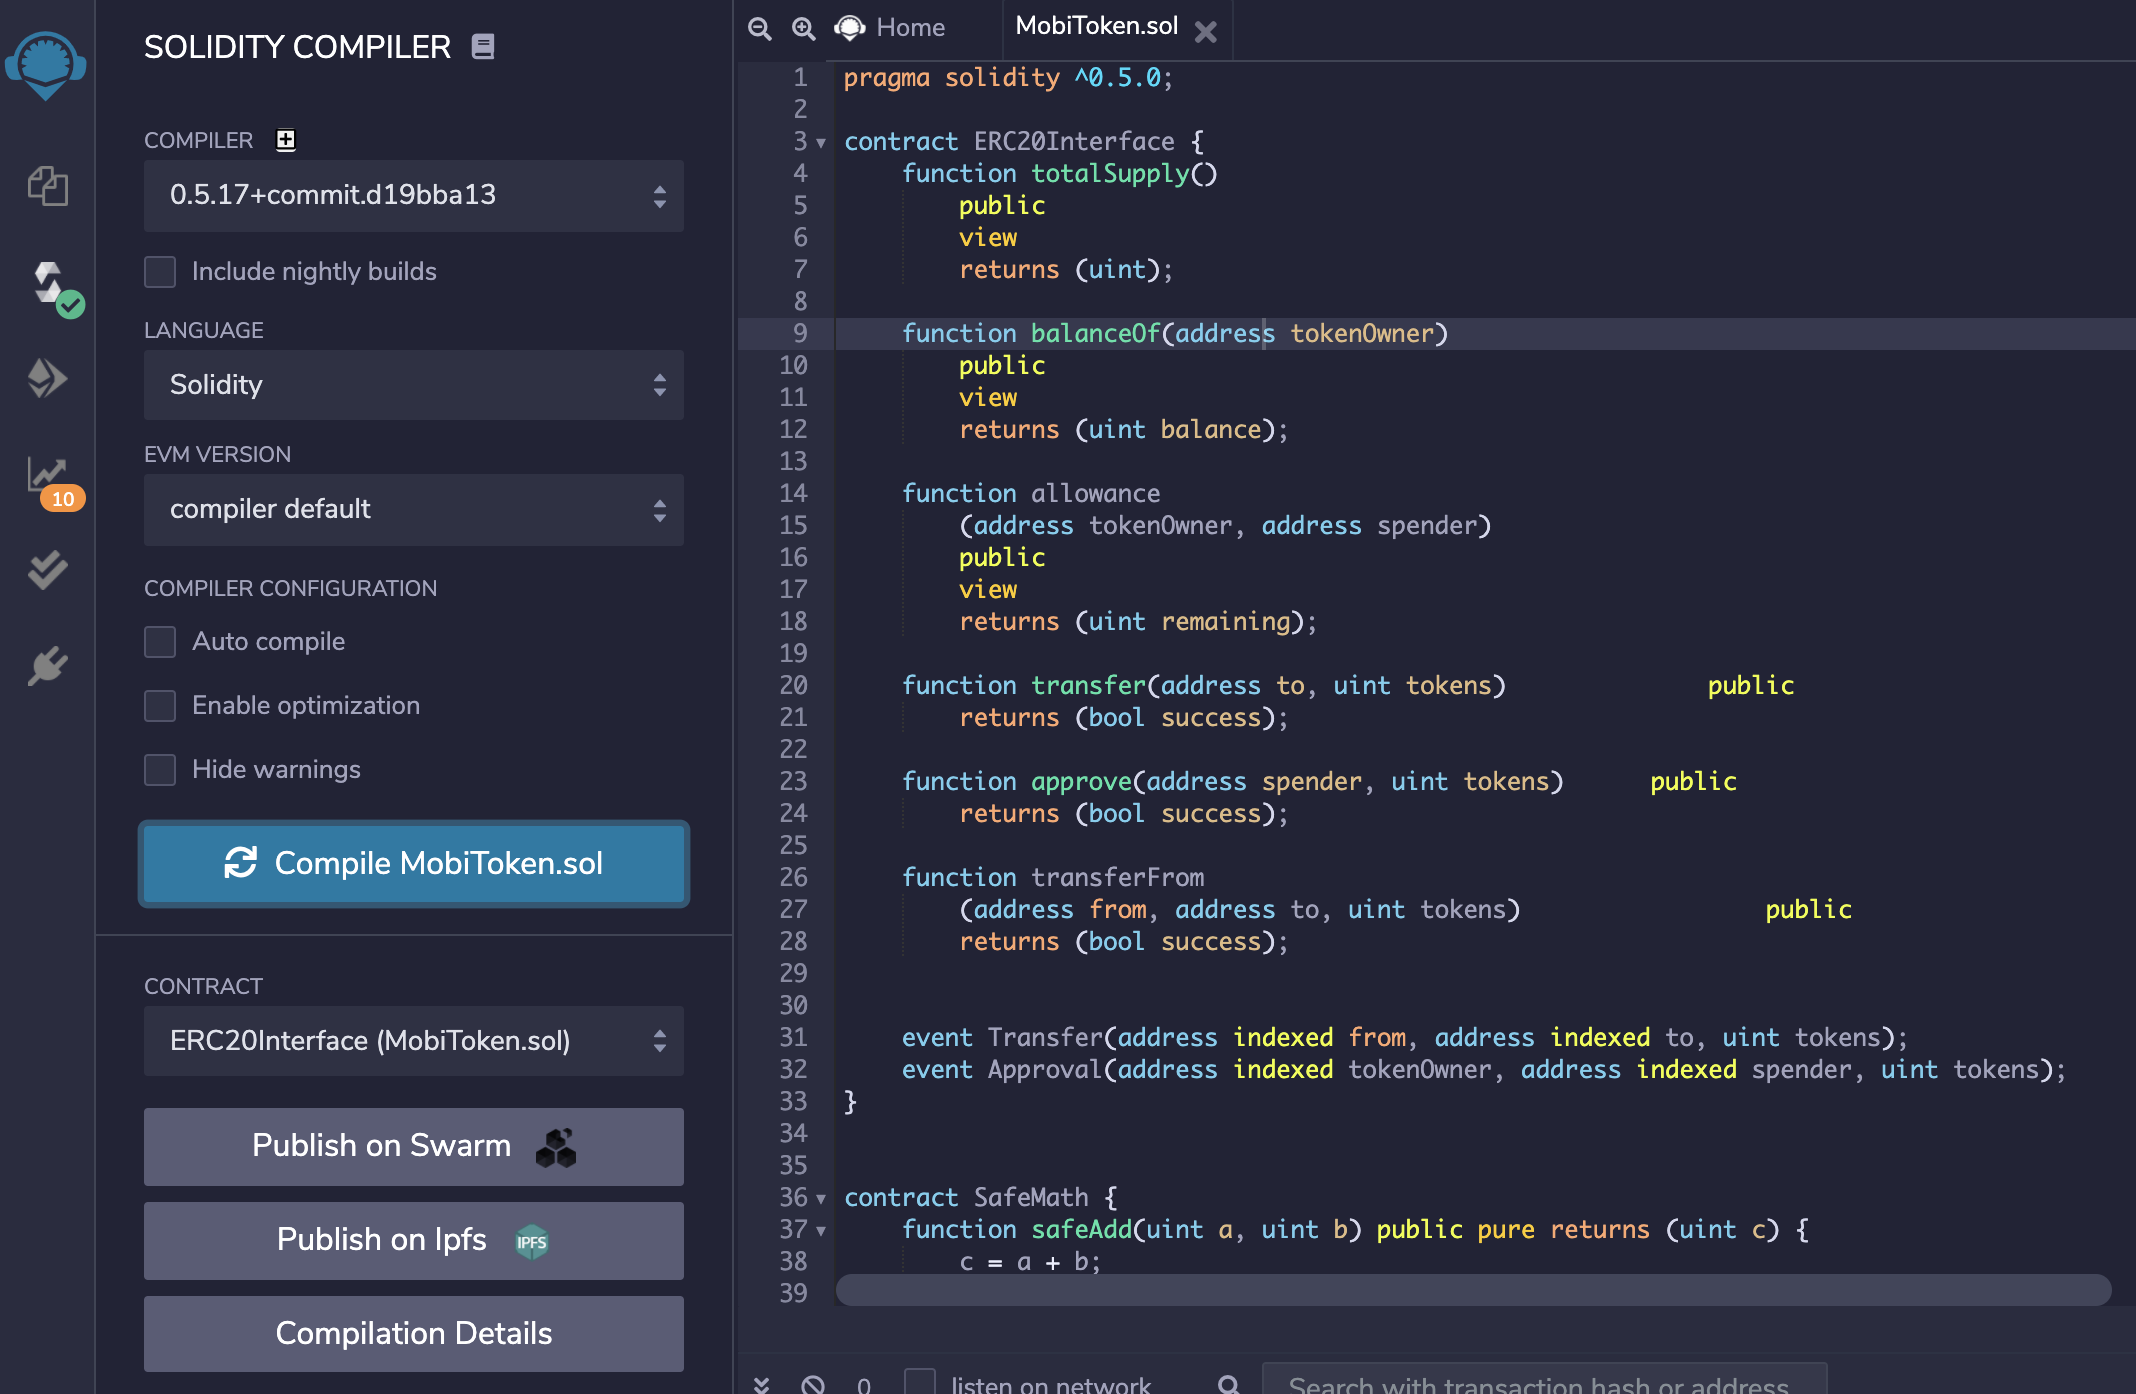 SOLIDITY COMPILER
COMPILER
0.5.17+commit.d19bba13
Include nightly builds
LANGUAGE
Solidity
EVM VERSION
compiler default
COMPILER CONFIGURATION
Auto compile
Enable optimization
Hide warnings
Compile MobiToken.sol
CONTRACT
ERC20Interface (MobiToken.sol)
Publish on Swarm
Publish on Ipfs IPFS
Compilation Details
10
Home MobiToken.sol
1 pragma solidity ^0.5.0;
2
3 contract ERC20Interface {
4 function totalSupply()
5 public
6 view
7 returns (uint);
8
9 function balanceOf(address tokenOwner)
10 public
11 view
12 returns (uint balance);
13
14 function allowance
15 (address tokenOwner, address spender)
16 public
17 view
18 returns (uint remaining);
19
20 function transfer(address to, uint tokens) public
21 returns (bool success);
22
23 function approve(address spender, uint tokens) public
24 returns (bool success);
25
26 function transferFrom
27 (address from, address to, uint tokens) public
28 returns (bool success);
29
30
31 event Transfer(address indexed from, address indexed to, uint tokens);
32 event Approval(address indexed tokenOwner, address indexed spender, uint tokens);
33 }
34
35
36 contract SafeMath {
37 function safeAdd(uint a, uint b) public pure returns (uint c) {
38 c = a + b;
39
0 listen on network Search with transaction hash or address